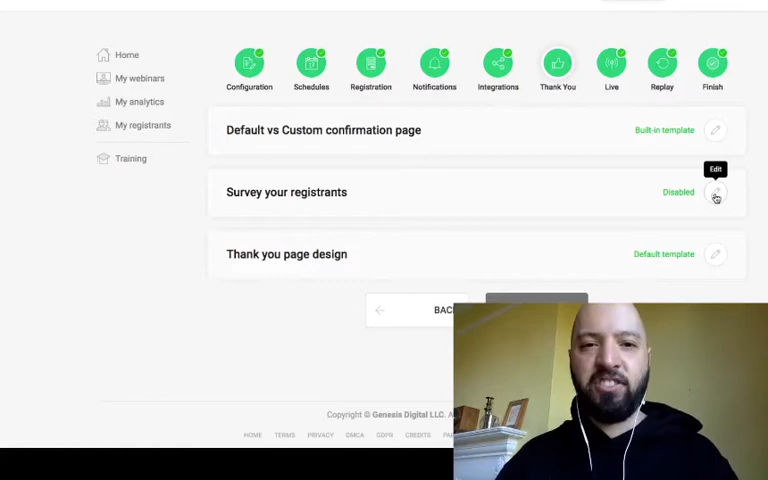 Home
My webinars
My analytics
My registrants
Training
Configuration
Schedules
Registration
Notifications
Integrations
Thank You
Live
Replay
Finish
Default vs Custom confirmation page
Built-in template
Edit
Survey your registrants
Disabled
Thank you page design
Default template
Copyright © Genesis Digital LLC.
HOME
TERMS
PRIVACY
DMCA
GDPR
CREDITS